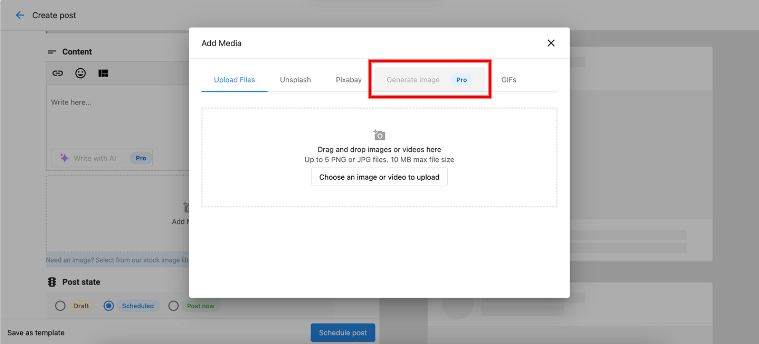 Create post
Content
Write here...
Write with AI Pro
Add M
Need an image? Select from our stock image lib
Post state
Draft Scheduled Post now
Save as template Schedule post
Add Media
Upload Files Unsplash Pixabay Generate image Pro GIFs
Drag and drop images or videos here
Up to 5 PNG or JPG files. 10 MB max file size
Choose an image or video to upload